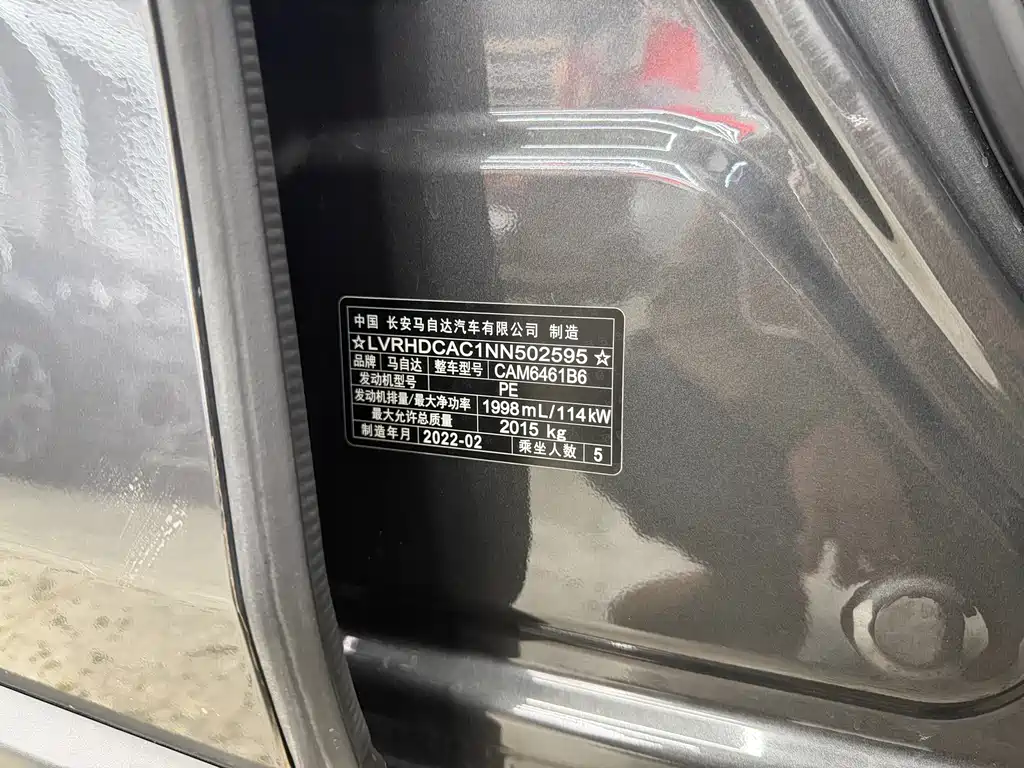 中国 长安马自达汽车有限公司 制造
☆LVRHDCAC1NN502595☆
品牌 马自达 整车型号 CAM6461B6
发动机型号 PE
发动机排量/最大净功率 1998mL/114kW
最大允许总质量 2015 kg
制造年月 2022-02 乘坐人数 5